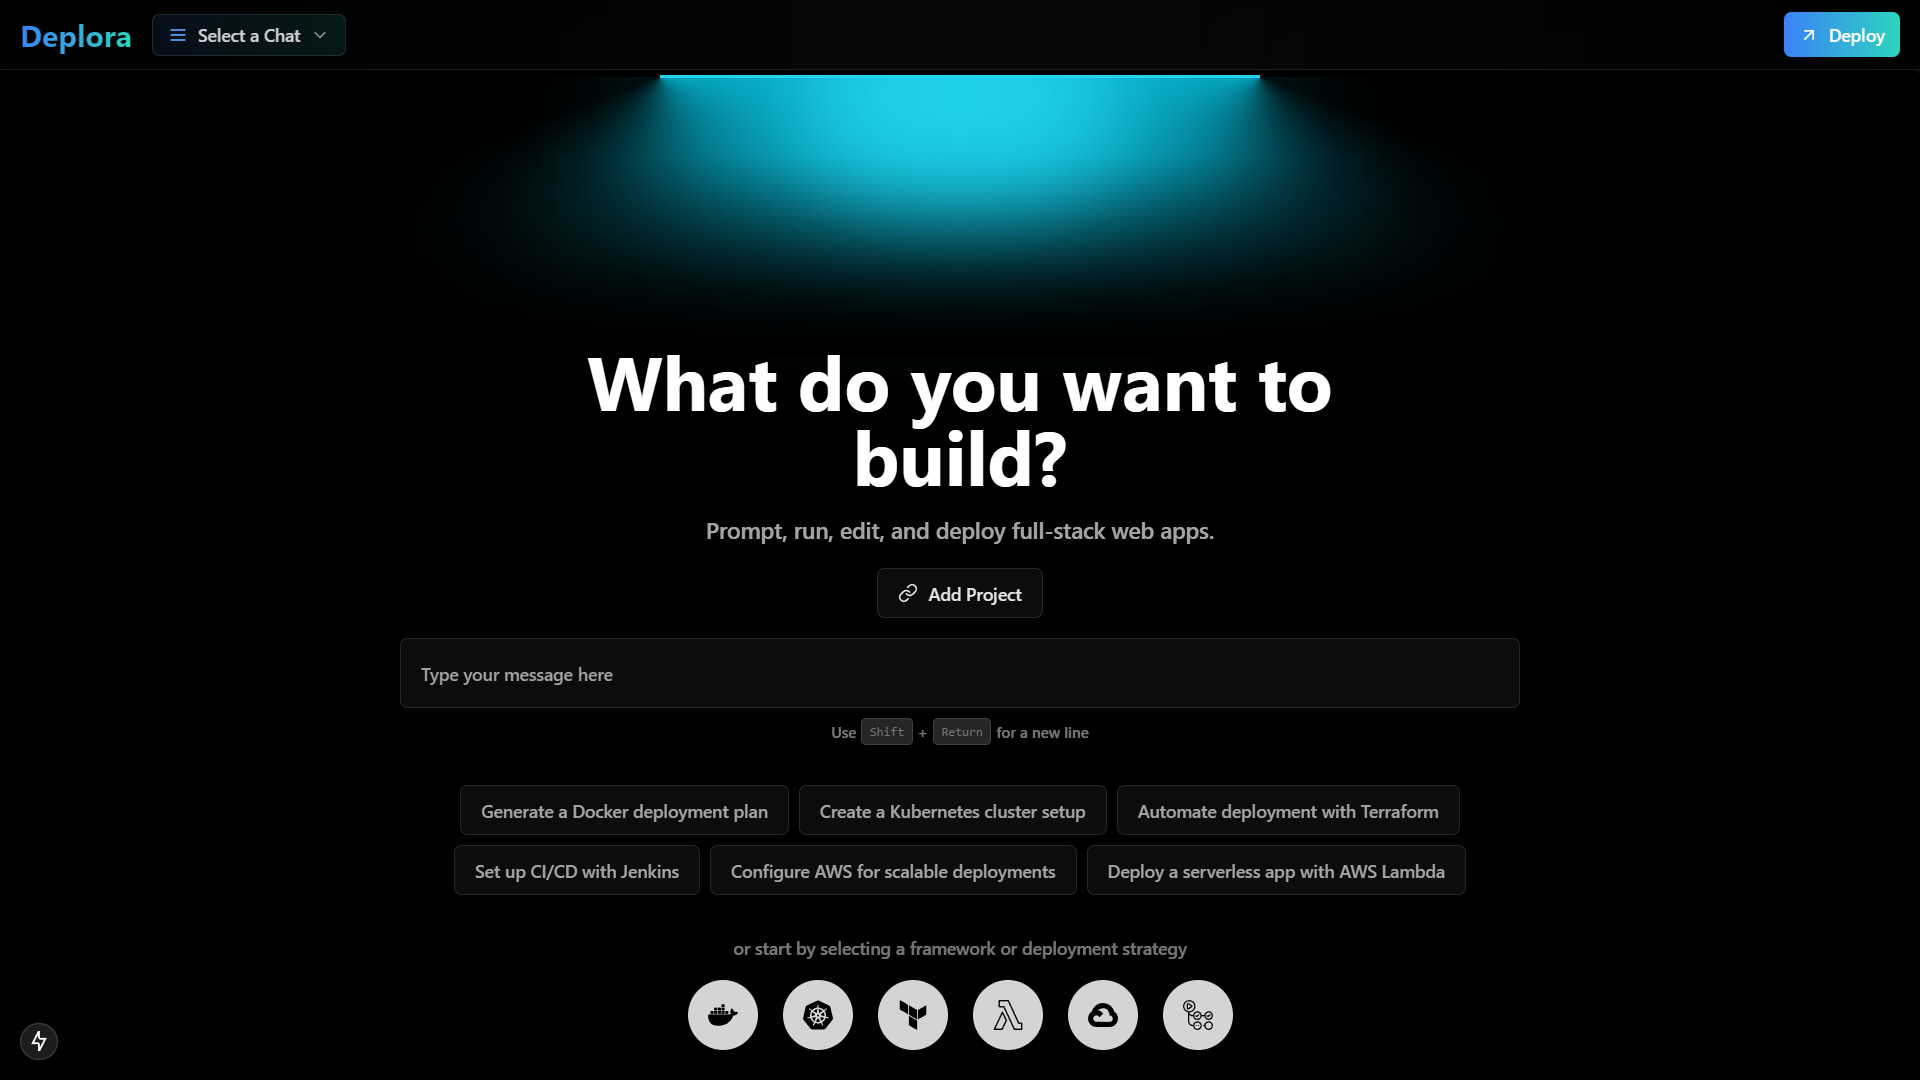 Deplora
Select a Chat
Deploy
What do you want to
build?
Prompt, run, edit, and deploy full-stack web apps.
Add Project
Type your message here
Use Shift + Return for a new line
Generate a Docker deployment plan
Create a Kubernetes cluster setup
Automate deployment with Terraform
Set up CI/CD with Jenkins
Configure AWS for scalable deployments
Deploy a serverless app with AWS Lambda
or start by selecting a framework or deployment strategy